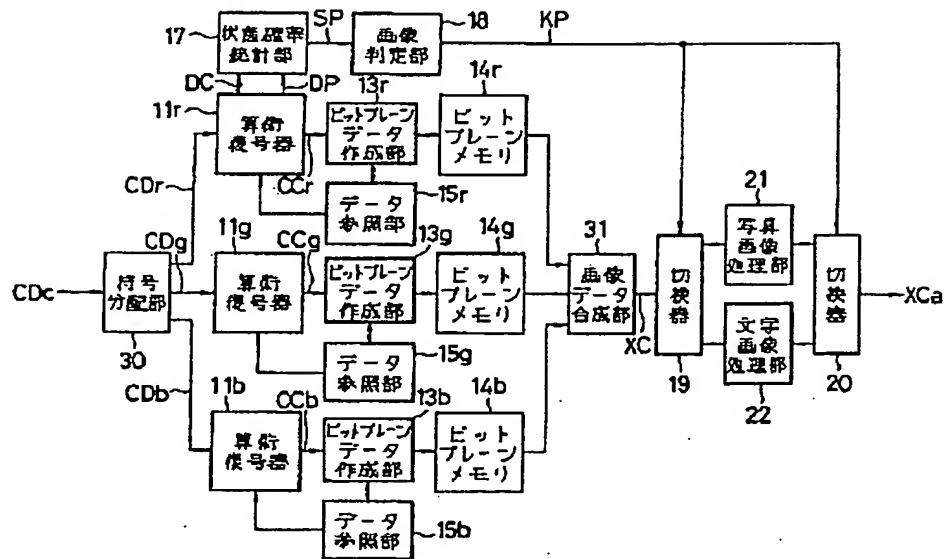 17
状態確率
統計部
SP
18
画像
判定部
KP
DC
DP
11r
算術
復号器
13r
ビットプレーン
データ
作成部
14r
ビット
プレーン
メモリ
CDr
CCr
データ
参照部
15r
CDc
符号
分配部
30
CDg
11g
算術
復号器
CCg
13g
ビットプレーン
データ
作成部
14g
ビット
プレーン
メモリ
データ
参照部
15g
CDb
11b
算術
復号器
CCb
13b
ビットプレーン
データ
作成部
14b
ビット
プレーン
メモリ
データ
参照部
15b
31
画像
データ
合成部
XC
切換器
19
21
写真
画像
処理部
文字
画像
処理部
22
切換器
20
XCa